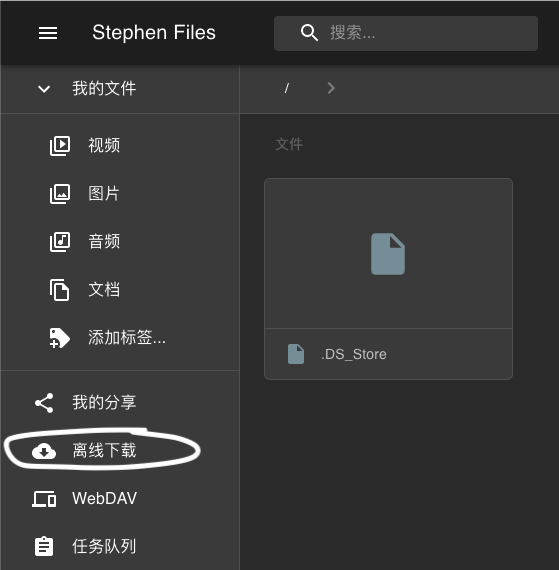 Stephen Files
搜索...
我的文件
/
视频
图片
音频
文档
添加标签...
我的分享
离线下载
WebDAV
任务队列
文件
.DS_Store